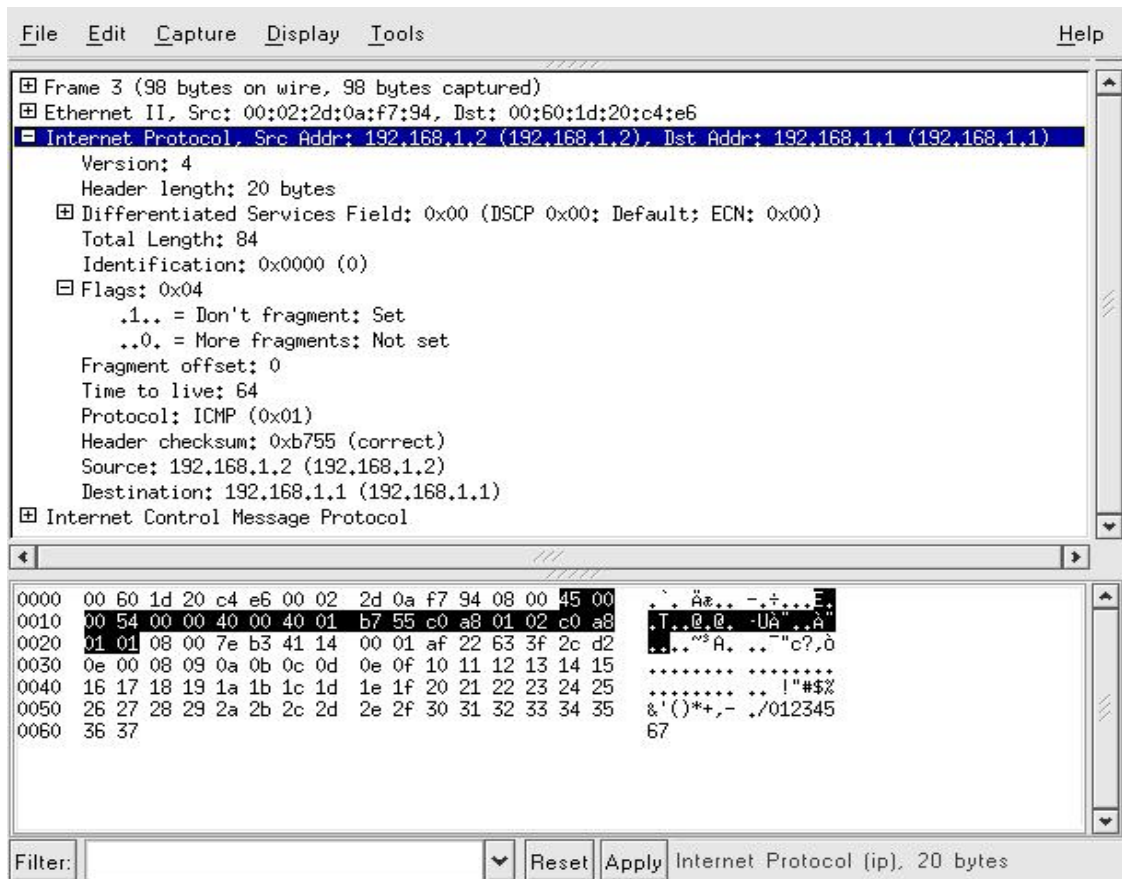 File Edit Capture Display Tools Help
Frame 3 (98 bytes on wire, 98 bytes captured)
Ethernet II, Src: 00:02:2d:0a:f7:94, Dst: 00:60:1d:20:c4:e6
Internet Protocol, Src Addr: 192.168.1.2 (192.168.1.2), Dst Addr: 192.168.1.1 (192.168.1.1)
Version: 4
Header length: 20 bytes
Differentiated Services Field: 0x00 (DSCP 0x00: Default; ECN: 0x00)
Total Length: 84
Identification: 0x0000 (0)
Flags: 0x04
.1.. = Don't fragment: Set
..0. = More fragments: Not set
Fragment offset: 0
Time to live: 64
Protocol: ICMP (0x01)
Header checksum: 0xb755 (correct)
Source: 192.168.1.2 (192.168.1.2)
Destination: 192.168.1.1 (192.168.1.1)
Internet Control Message Protocol
0000 00 60 1d 20 c4 e6 00 02 2d 0a f7 94 08 00 45 00 .`. Äæ.. -.÷...E.
0010 00 54 00 00 40 00 40 01 b7 55 c0 a8 01 02 c0 a8 .T..@.@. ·UÀ¨..À¨
0020 01 01 08 00 7e b3 41 14 00 01 af 22 63 3f 2c d2 ....~³A. ..¯"c?,ò
0030 0e 00 08 09 0a 0b 0c 0d 0e 0f 10 11 12 13 14 15 ........ ........
0040 16 17 18 19 1a 1b 1c 1d 1e 1f 20 21 22 23 24 25 ........ .. !"#$%
0050 26 27 28 29 2a 2b 2c 2d 2e 2f 30 31 32 33 34 35 &'()*+,- ./012345
0060 36 37 67
Filter: Reset Apply Internet Protocol (ip), 20 bytes